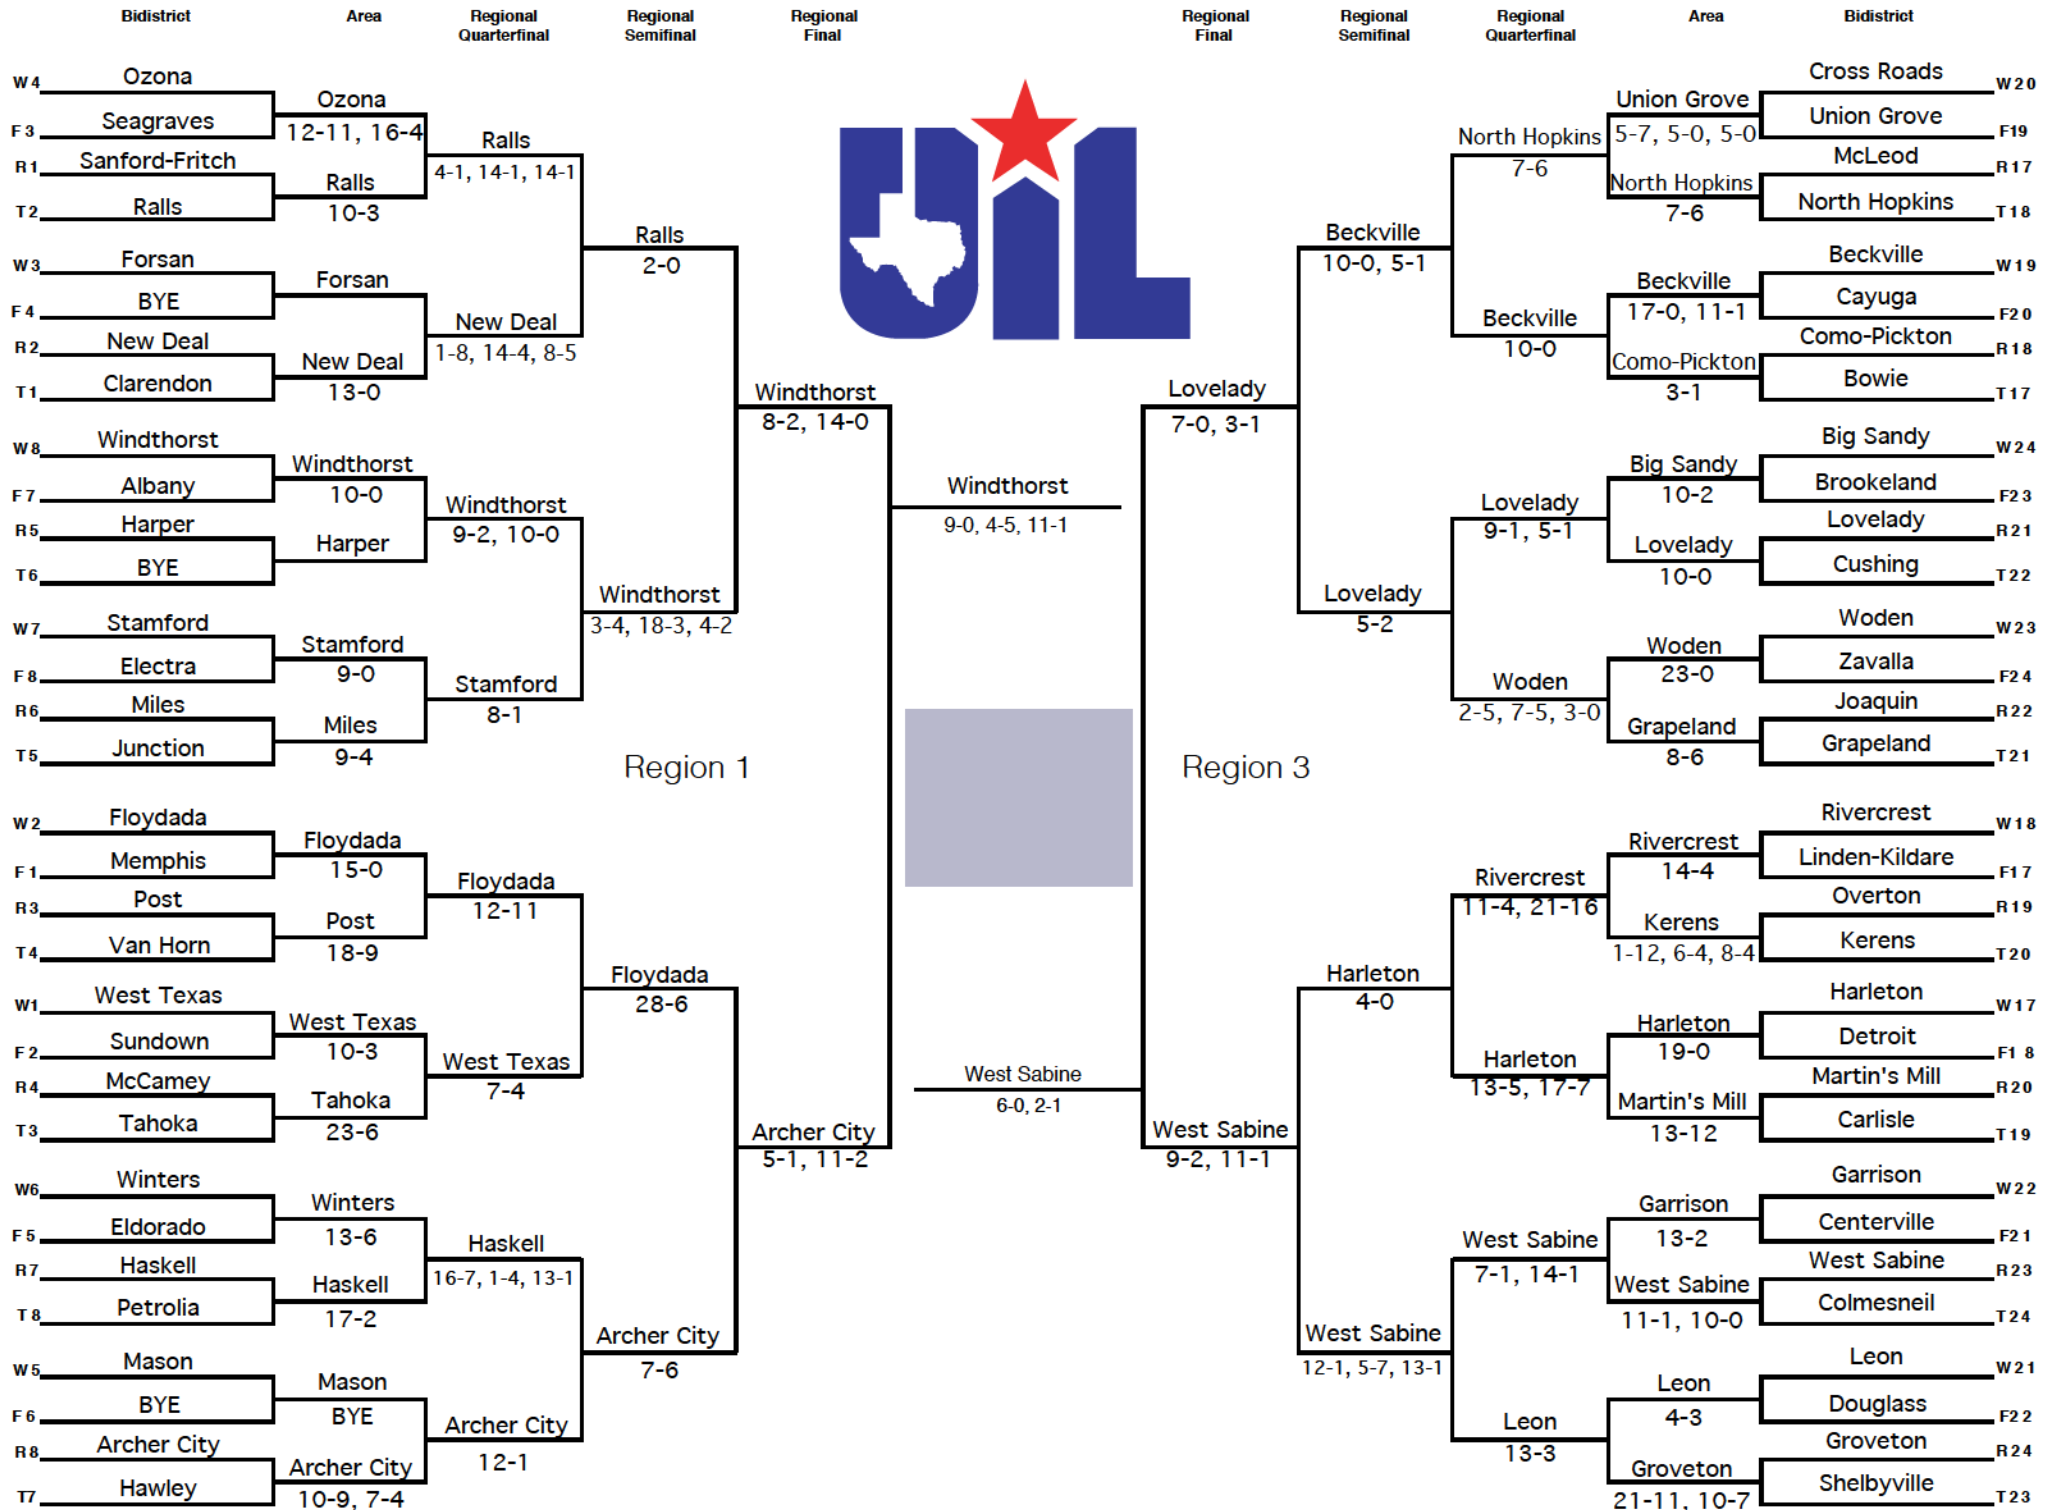 Bidistrict
Area
Regional
Quarterfinal
Regional
Semifinal
Regional
Final
Regional
Final
Regional
Semifinal
Regional
Quarterfinal
Area
Bidistrict
W4
Ozona
F3
Seagraves
R1
Sanford-Fritch
T2
Ralls
W3
Forsan
F4
BYE
R2
New Deal
T1
Clarendon
W8
Windthorst
F7
Albany
R5
Harper
T6
BYE
W7
Stamford
F8
Electra
R6
Miles
T5
Junction
W2
Floydada
F1
Memphis
R3
Post
T4
Van Horn
W1
West Texas
F2
Sundown
R4
McCamey
T3
Tahoka
W6
Winters
F5
Eldorado
R7
Haskell
T8
Petrolia
W5
Mason
F6
BYE
R8
Archer City
T7
Hawley
Ozona
12-11, 16-4
Ralls
10-3
Forsan
New Deal
13-0
Windthorst
10-0
Harper
Stamford
9-0
Miles
9-4
Floydada
15-0
Post
18-9
West Texas
10-3
Tahoka
23-6
Winters
13-6
Haskell
17-2
Mason
BYE
Archer City
10-9, 7-4
Ralls
4-1, 14-1, 14-1
New Deal
1-8, 14-4, 8-5
Windthorst
9-2, 10-0
Stamford
8-1
Floydada
12-11
West Texas
7-4
Haskell
16-7, 1-4, 13-1
Archer City
12-1
Ralls
2-0
Windthorst
3-4, 18-3, 4-2
Region 1
Floydada
28-6
Archer City
7-6
Windthorst
8-2, 14-0
Archer City
5-1, 11-2
UIL
Windthorst
9-0, 4-5, 11-1
West Sabine
6-0, 2-1
Lovelady
7-0, 3-1
West Sabine
9-2, 11-1
Beckville
10-0, 5-1
Lovelady
5-2
Region 3
Harleton
4-0
West Sabine
12-1, 5-7, 13-1
North Hopkins
7-6
Beckville
10-0
Lovelady
9-1, 5-1
Woden
2-5, 7-5, 3-0
Rivercrest
11-4, 21-16
Harleton
13-5, 17-7
West Sabine
7-1, 14-1
Leon
13-3
Union Grove
5-7, 5-0, 5-0
North Hopkins
7-6
Beckville
17-0, 11-1
Como-Pickton
3-1
Big Sandy
10-2
Lovelady
10-0
Woden
23-0
Grapeland
8-6
Rivercrest
14-4
Kerens
1-12, 6-4, 8-4
Harleton
19-0
Martin's Mill
13-12
Garrison
13-2
West Sabine
11-1, 10-0
Leon
4-3
Groveton
21-11, 10-7
Cross Roads
W20
Union Grove
F19
McLeod
R17
North Hopkins
T18
Beckville
W19
Cayuga
F20
Como-Pickton
R18
Bowie
T17
Big Sandy
W24
Brookeland
F23
Lovelady
R21
Cushing
T22
Woden
W23
Zavalla
F24
Joaquin
R22
Grapeland
T21
Rivercrest
W18
Linden-Kildare
F17
Overton
R19
Kerens
T20
Harleton
W17
Detroit
F1 8
Martin's Mill
R20
Carlisle
T19
Garrison
W22
Centerville
F21
West Sabine
R23
Colmesneil
T24
Leon
W21
Douglass
F22
Groveton
R24
Shelbyville
T23